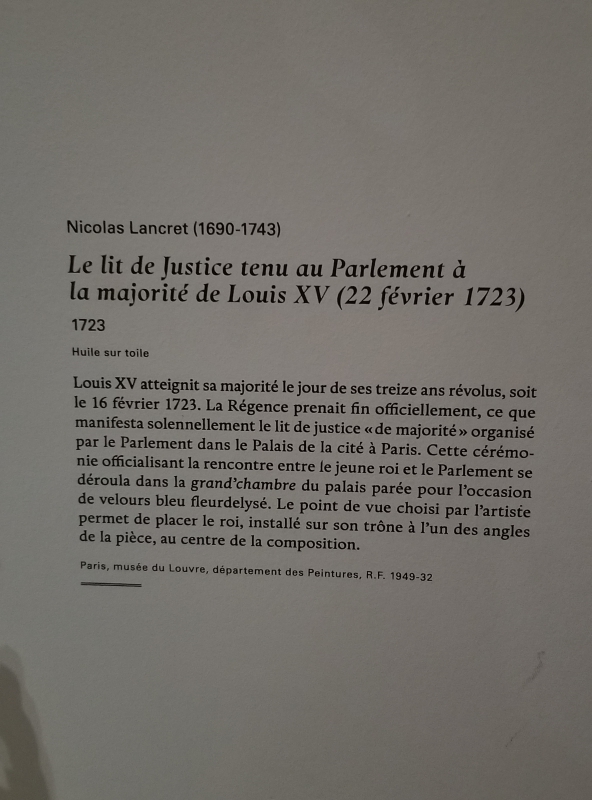 Nicolas Lancret (1690-1743)
Le lit de Justice tenu au Parlement à
la majorité de Louis XV (22 février 1723)
1723
Huile sur toile
Louis XV atteignit sa majorité le jour de ses treize ans révolus, soit
le 16 février 1723. La Régence prenait fin officiellement, ce que
manifesta solennellement le lit de justice « de majorité » organisé
par le Parlement dans le Palais de la cité à Paris. Cette cérémo-
nie officialisant la rencontre entre le jeune roi et le Parlement se
déroula dans la grand'chambre du palais parée pour l'occasion
de velours bleu fleurdelysé. Le point de vue choisi par l'artiste
permet de placer le roi, installé sur son trône à l'un des angles
de la pièce, au centre de la composition.
Paris, musée du Louvre, département des Peintures, R.F. 1949-32